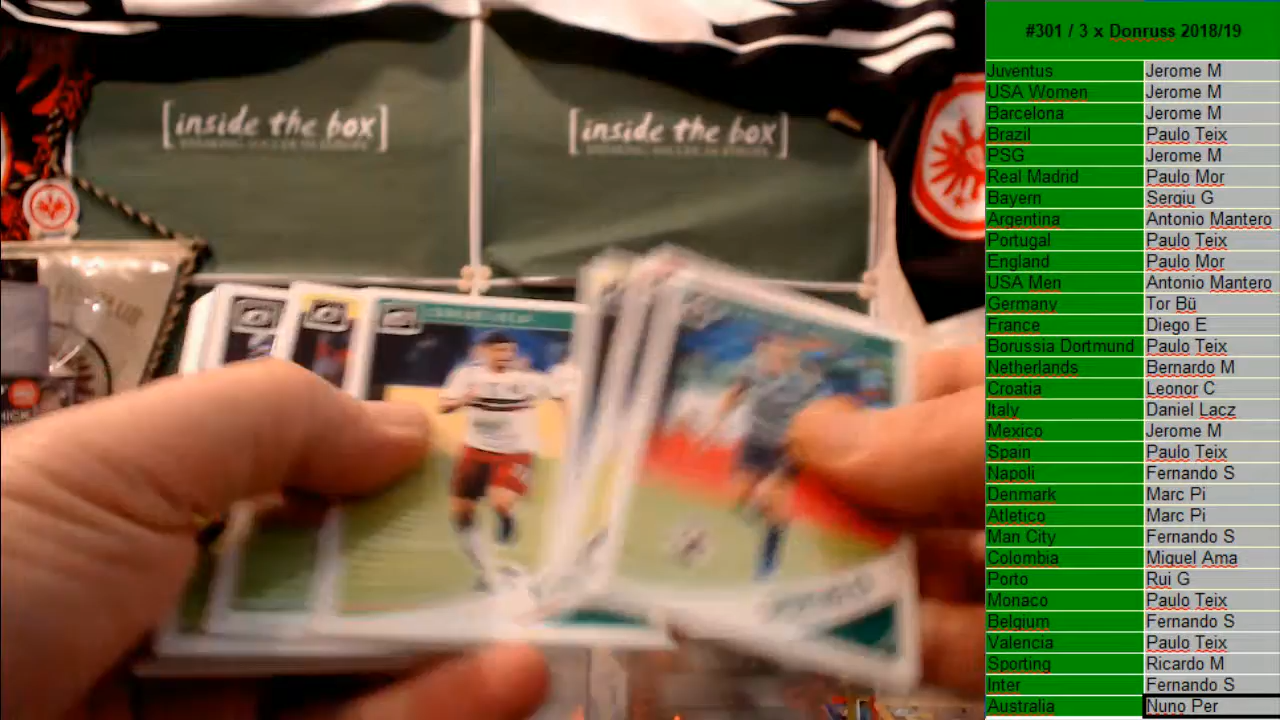 [inside the box]
[inside the box]
#301 / 3 x Donruss 2018/19
Juventus Jerome M
USA Women Jerome M
Barcelona Jerome M
Brazil Paulo Teix
PSG Jerome M
Real Madrid Paulo Mor
Bayern Sergiu G
Argentina Antonio Mantero
Portugal Paulo Teix
England Paulo Mor
USA Men Antonio Mantero
Germany Tor Bü
France Diego E
Borussia Dortmund Paulo Teix
Netherlands Bernardo M
Croatia Leonor C
Italy Daniel Lacz
Mexico Jerome M
Spain Paulo Teix
Napoli Fernando S
Denmark Marc Pi
Atletico Marc Pi
Man City Fernando S
Colombia Miguel Ama
Porto Rui G
Monaco Paulo Teix
Belgium Fernando S
Valencia Paulo Teix
Sporting Ricardo M
Inter Fernando S
Australia Nuno Per